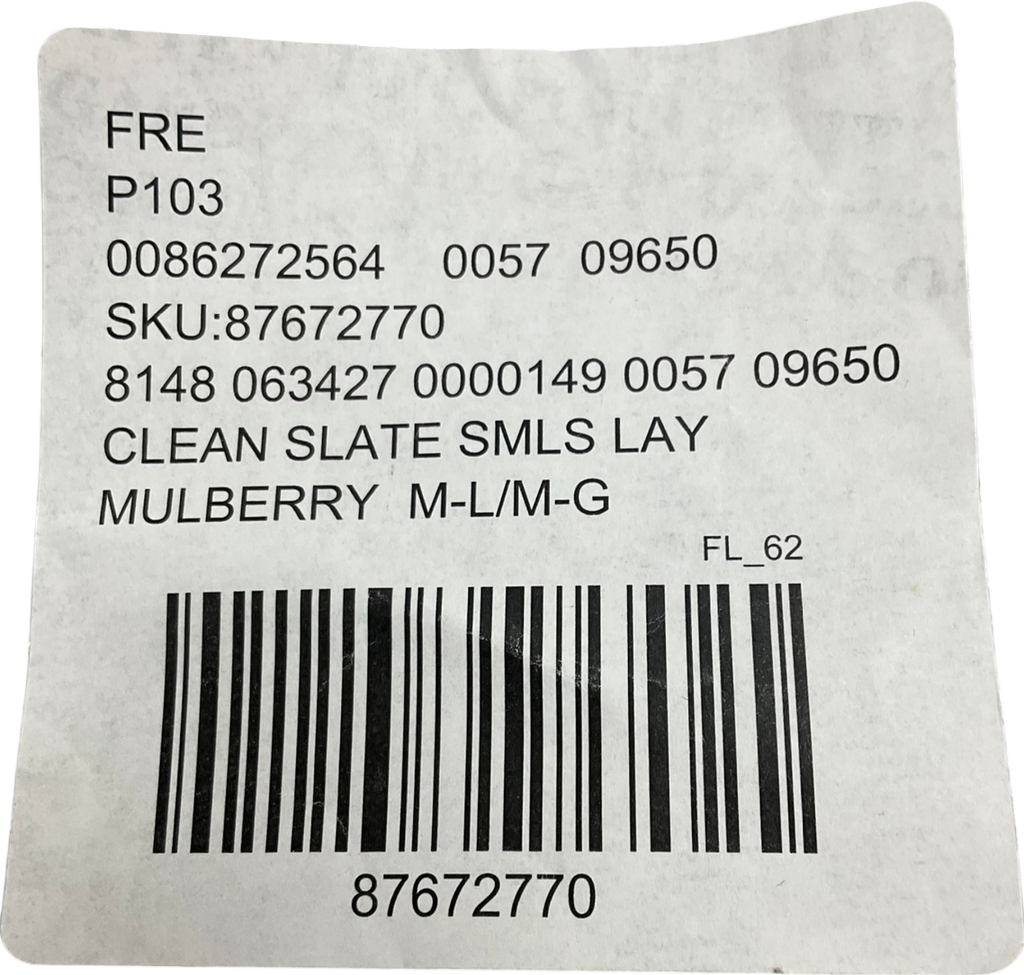 FRE
P103
0086272564 0057 09650
SKU:87672770
8148 063427 0000149 0057 09650
CLEAN SLATE SMLS LAY
MULBERRY M-L/M-G
FL_62
87672770